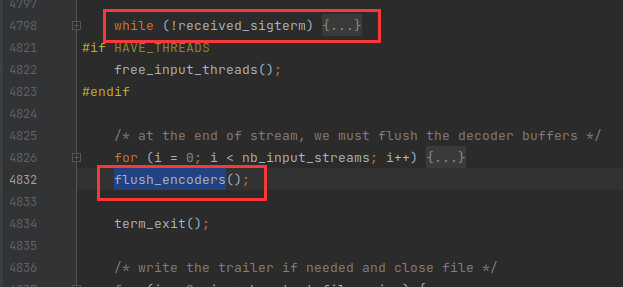 4797
4798 while (!received_sigterm) {...}
4821 #if HAVE_THREADS
4822 free_input_threads();
4823 #endif
4824
4825 /* at the end of stream, we must flush the decoder buffers */
4826 for (i = 0; i < nb_input_streams; i++) {...}
4832 flush_encoders();
4833
4834 term_exit();
4835
4836 /* write the trailer if needed and close file */